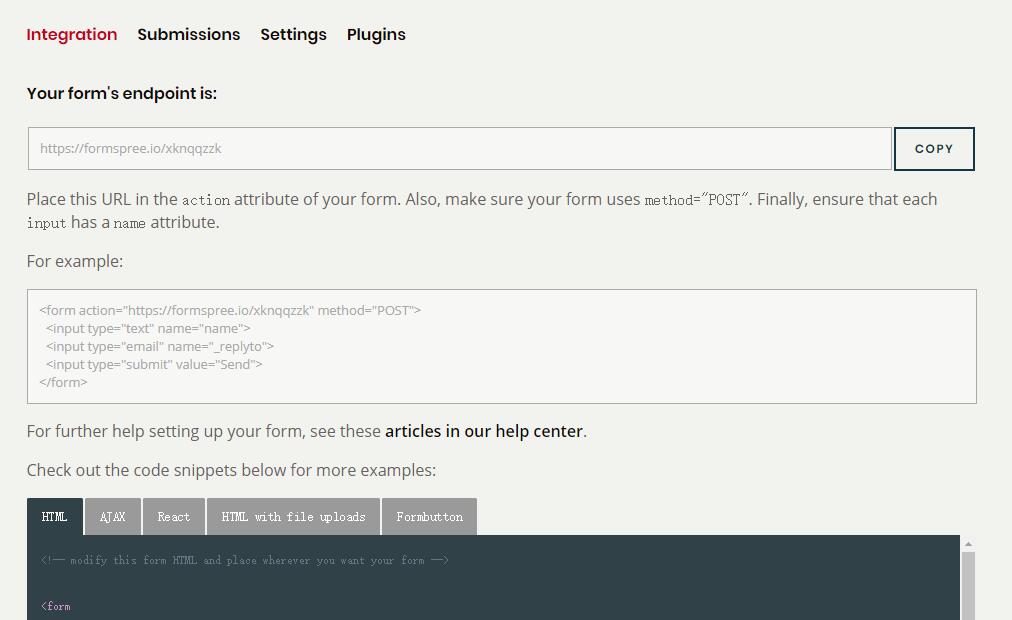 Integration Submissions Settings Plugins
Your form's endpoint is:
https://formspree.io/xknqqzzk COPY
Place this URL in the action attribute of your form. Also, make sure your form uses method="POST". Finally, ensure that each
input has a name attribute.
For example:
<form action="https://formspree.io/xknqqzzk" method="POST">
  <input type="text" name="name">
  <input type="email" name="_replyto">
  <input type="submit" value="Send">
</form>
For further help setting up your form, see these articles in our help center.
Check out the code snippets below for more examples:
HTML AJAX React HTML with file uploads Formbutton
<!-- modify this form HTML and place wherever you want your form -->
<form